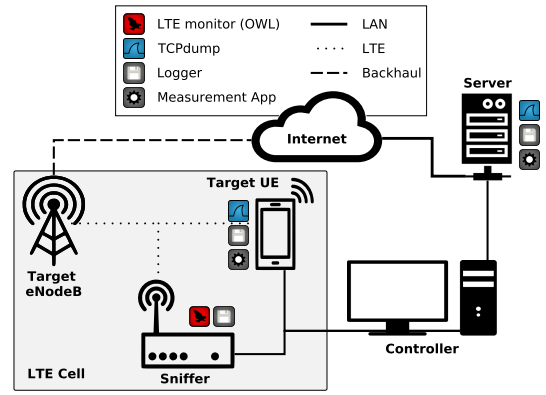 LTE monitor (OWL)
LAN
TCPdump
LTE
Logger
Backhaul
Measurement App
Server
Internet
Target UE
Target
eNodeB
Controller
LTE Cell
Sniffer